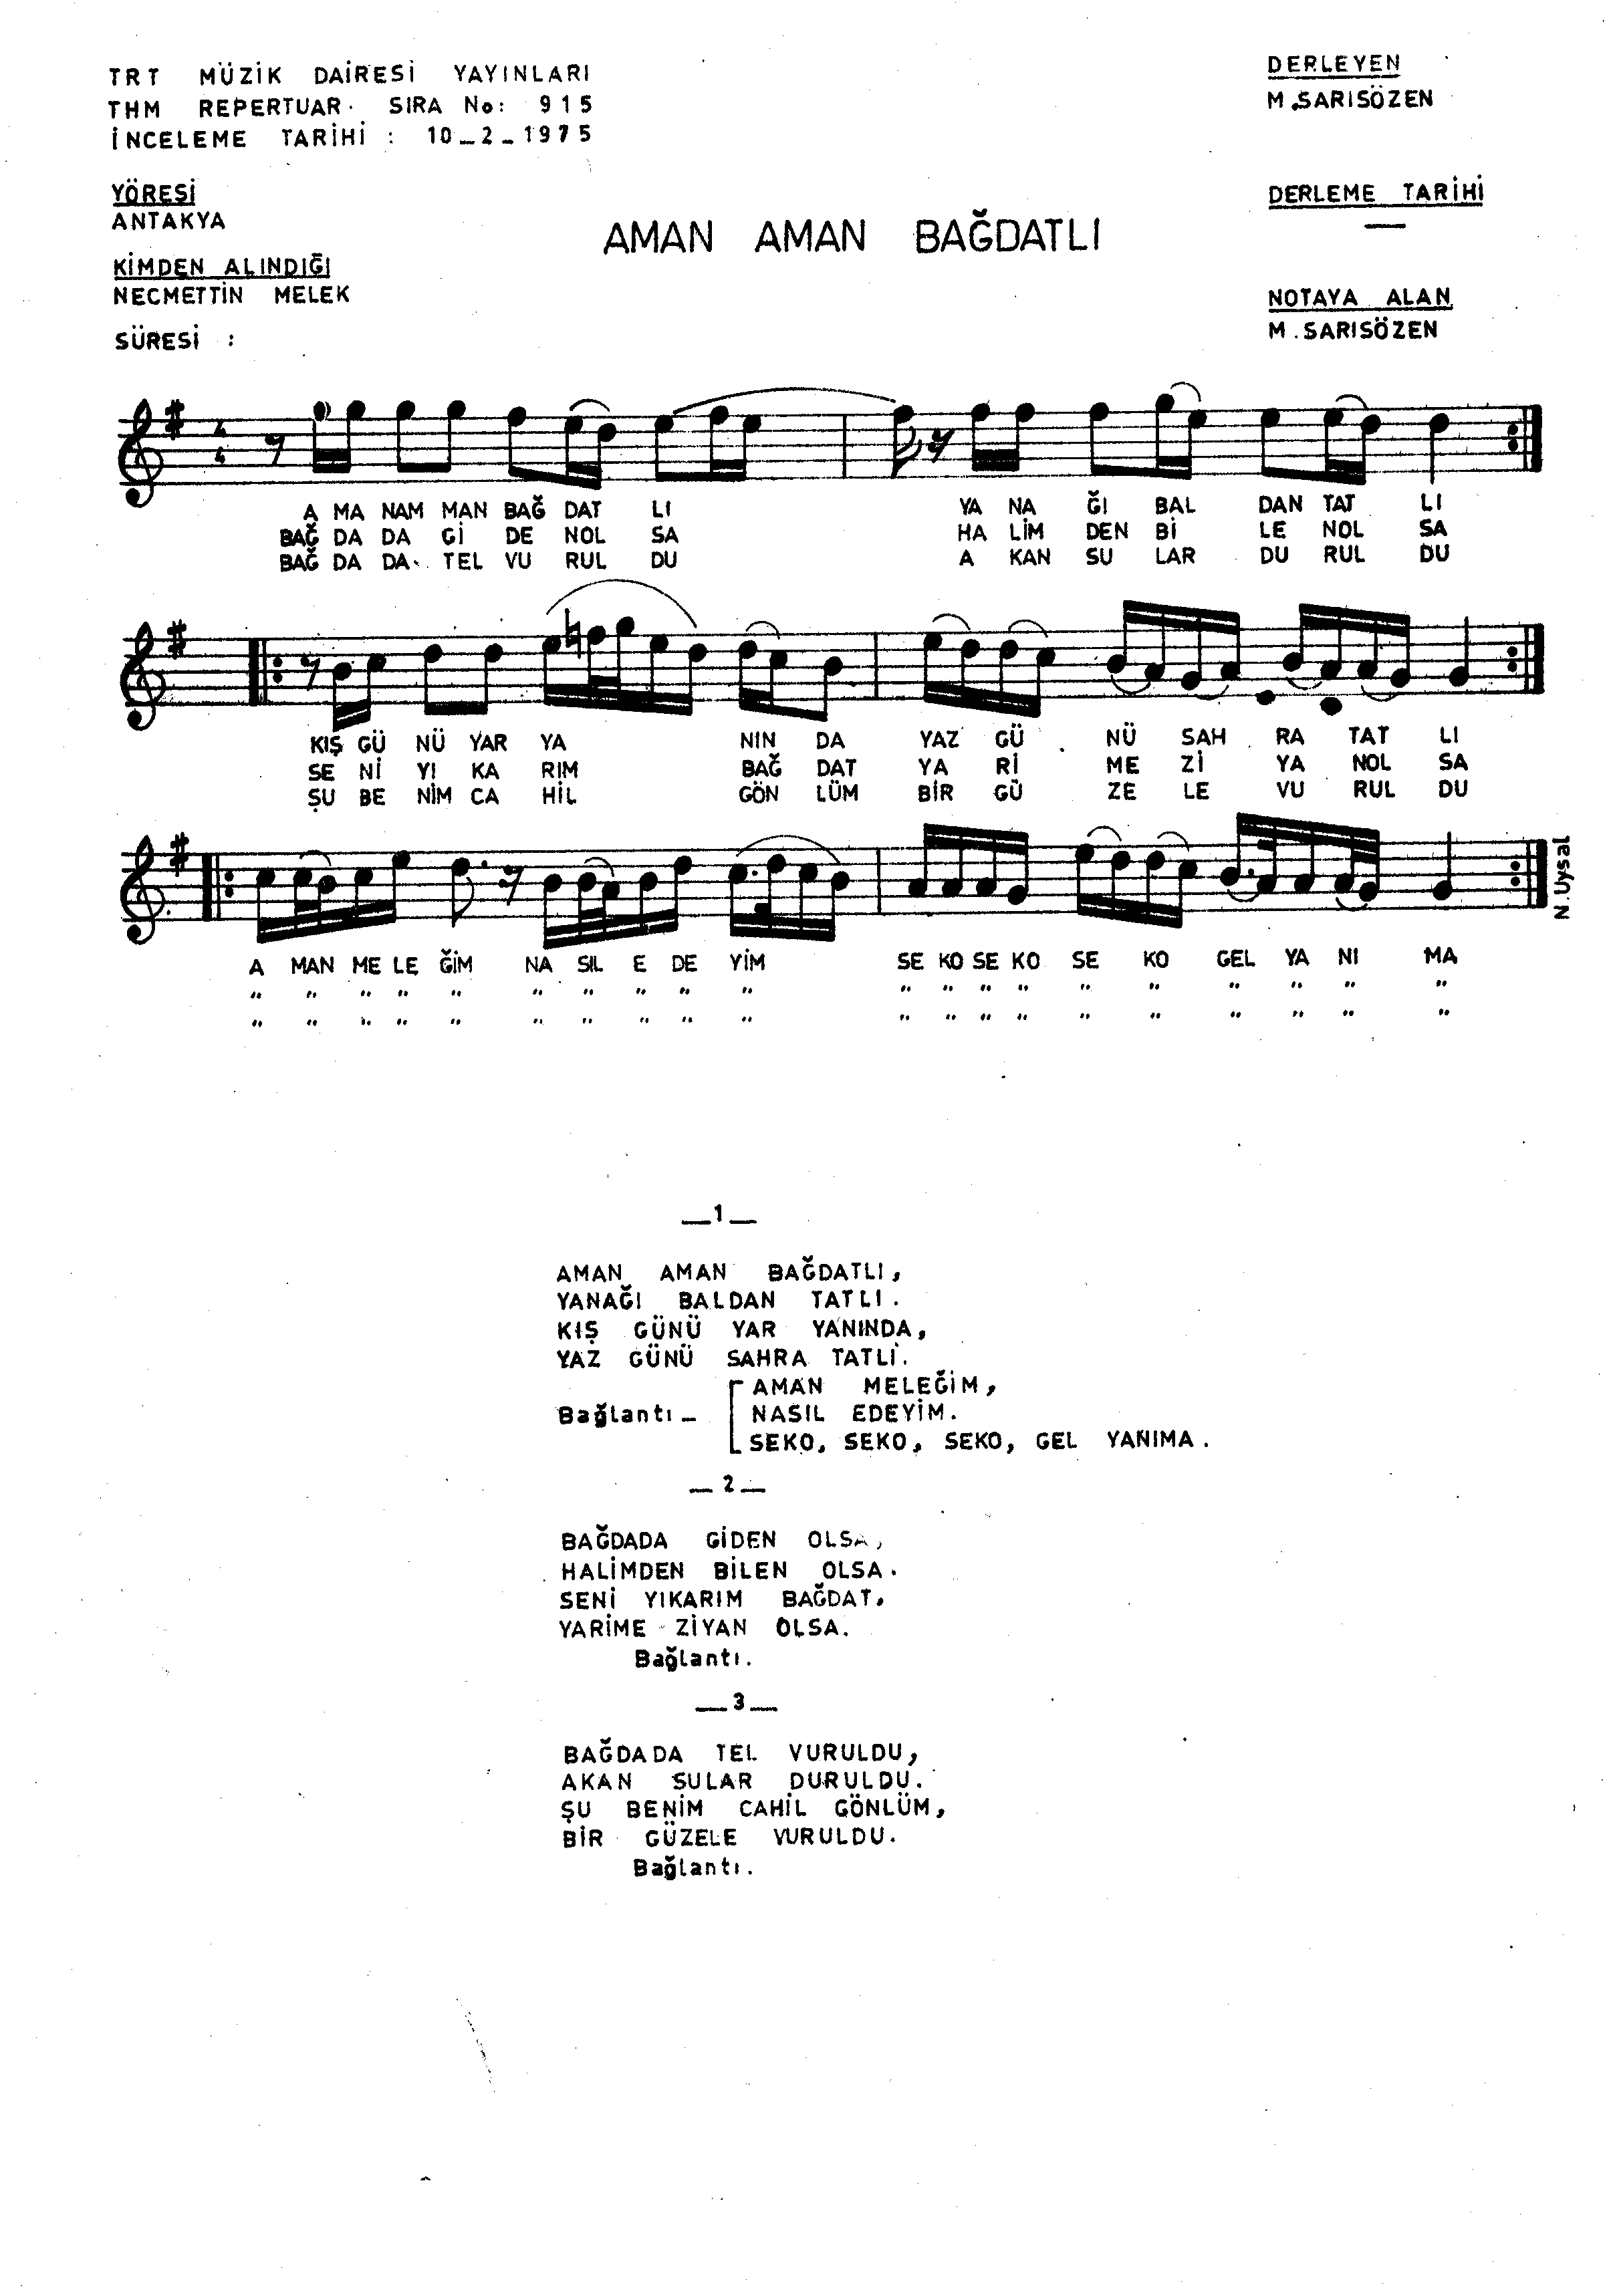 TRT MÜZİK DAİRESİ YAYINLARI
THM REPERTUAR SIRA No: 915
İNCELEME TARİHİ : 10_2_1975
DERLEYEN
M.SARISÖZEN
YÖRESİ
ANTAKYA
DERLEME TARİHİ
—
AMAN AMAN BAĞDATLI
KİMDEN ALINDIĞI
NECMETTİN MELEK
NOTAYA ALAN
M.SARISÖZEN
SÜRESİ :
4
4
A MA NAM MAN BAĞ DAT LI YA NA ĞI BAL DAN TAT LI
BAĞ DA DA Gİ DE NOL SA HA LİM DEN Bİ LE NOL SA
BAĞ DA DA TEL VU RUL DU A KAN SU LAR DU RUL DU
KIŞ GÜ NÜ YAR YA NIN DA YAZ GÜ NÜ SAH RA TAT LI
SE Nİ YI KA RIM BAĞ DAT YA Rİ ME Zİ YA NOL SA
ŞU BE NİM CA HİL GÖN LÜM BİR GÜ ZE LE VU RUL DU
N.Uysal
A MAN ME LE ĞİM NA SIL E DE YİM SE KO SE KO SE KO GEL YA NI MA
" " " " " " " " " " " " " " " " " " " "
" " " " " " " " " " " " " " " " " " " "
_1_
AMAN AMAN BAĞDATLI,
YANAĞI BALDAN TATLI.
KIŞ GÜNÜ YAR YANINDA,
YAZ GÜNÜ SAHRA TATLI.
AMAN MELEĞİM,
Bağlantı_ NASIL EDEYİM.
SEKO, SEKO, SEKO, GEL YANIMA.
_2_
BAĞDADA GİDEN OLSA,
HALİMDEN BİLEN OLSA.
SENİ YIKARIM BAĞDAT,
YARİME ZİYAN OLSA.
Bağlantı.
_3_
BAĞDADA TEL VURULDU,
AKAN SULAR DURULDU.
ŞU BENİM CAHİL GÖNLÜM,
BİR GÜZELE VURULDU.
Bağlantı.